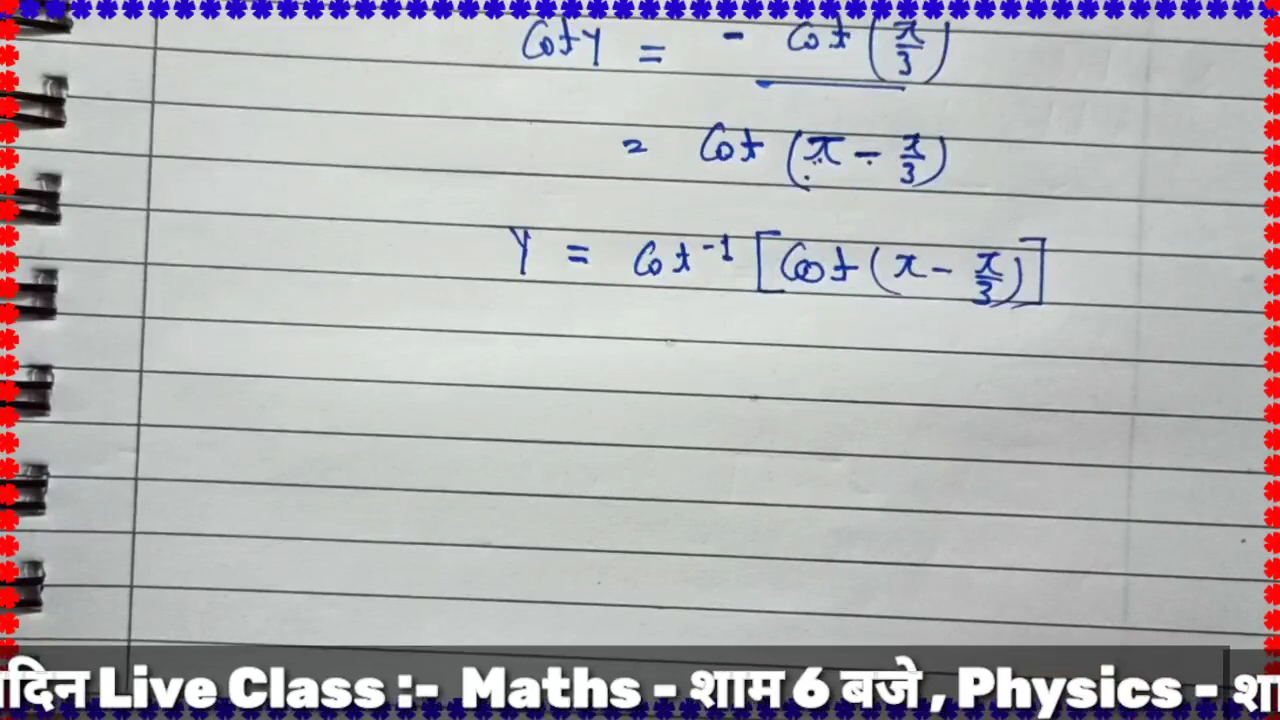 Cot y = - Cot (π/3)
= Cot (π - π/3)
Y = Cot⁻¹ [Cot (π - π/3)]
दिन Live Class :- Maths - शाम 6 बजे , Physics - शा